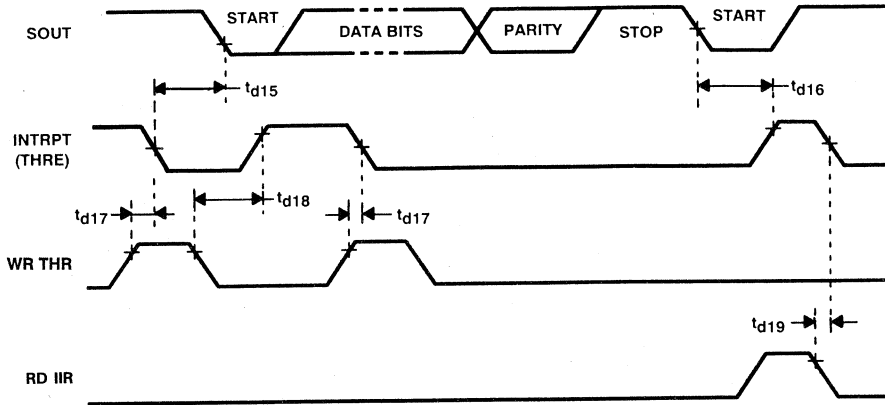 START
START
SOUT
DATA BITS
PARITY
STOP
td15
td16
INTRPT
(THRE)
td17
td18
td17
WR THR
td19
RD IIR